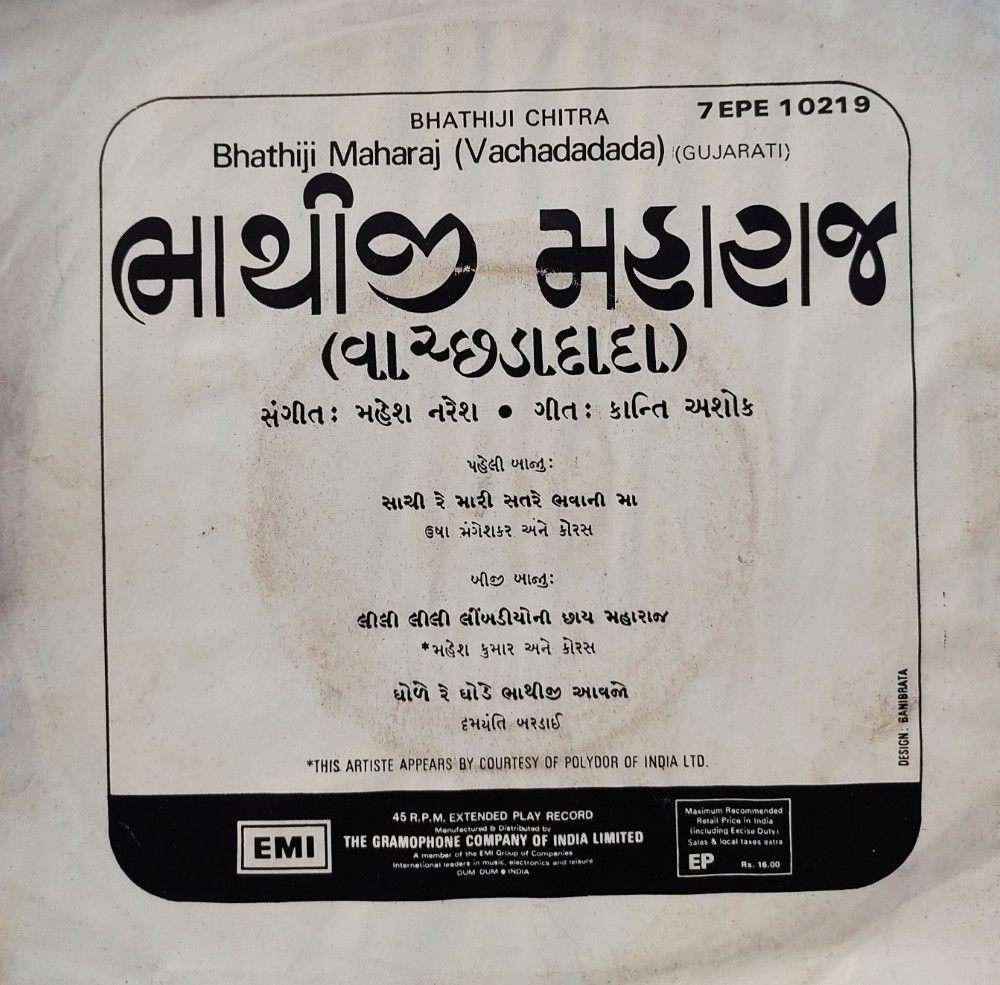 BHATHIJI CHITRA
7 EPE 10219
Bhathiji Maharaj (Vachadadada) (GUJARATI)
ભાથીજી મહારાજ
(વાચ્છડાદાદા)
સંગીત: મહેશ નરેશ ● ગીત: કાન્તિ અશોક
પહેલી બાજુ:
સાચી રે મારી સતરે ભવાની મા
ઉષા મંગેશકર અને કોરસ
બીજી બાજુ:
લીલી લીલી લીંબડીયોની છાય મહારાજ
*મહેશ કુમાર અને કોરસ
ઘોળે રે ઘોડે ભાથીજી આવજો
દમયંતિ બરડાઈ
*THIS ARTISTE APPEARS BY COURTESY OF POLYDOR OF INDIA LTD.
DESIGN: BANIBRATA
EMI
45 R.P.M. EXTENDED PLAY RECORD
Manufactured & Distributed by
THE GRAMOPHONE COMPANY OF INDIA LIMITED
A member of the EMI Group of Companies
International leaders in music, electronics and leisure
DUM DUM ● INDIA
Maximum Recommended
Retail Price in India
(including Excise Duty)
Sales & local taxes extra
EP Rs. 16.00